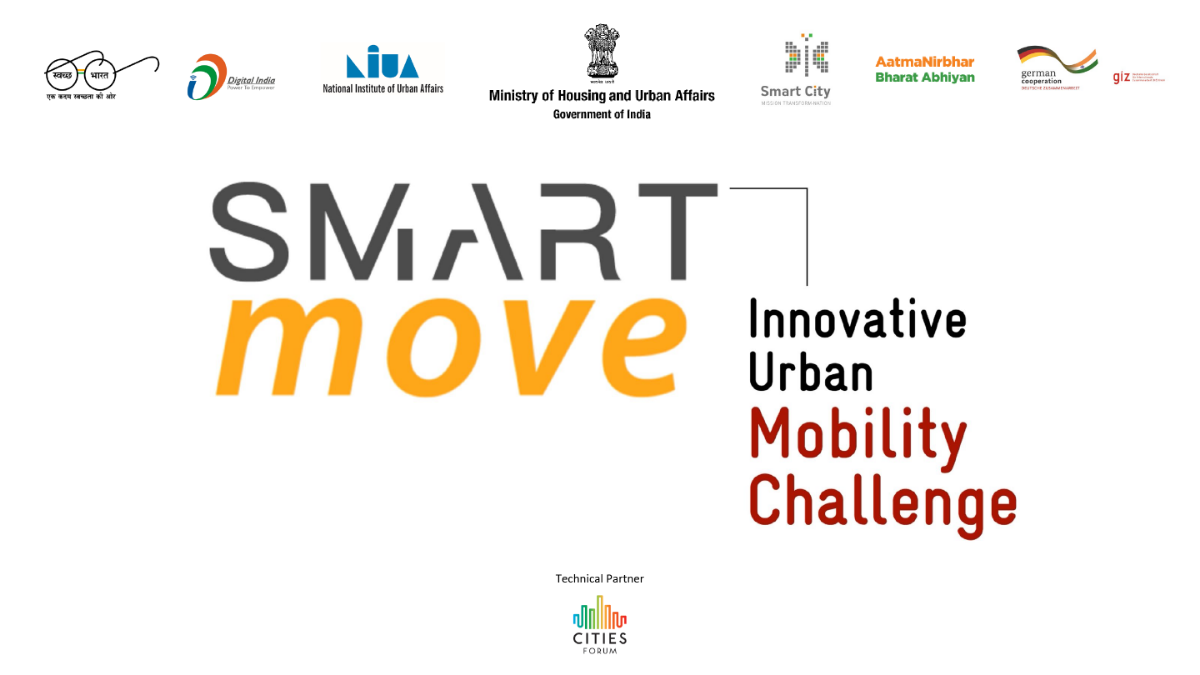 स्वच्छ भारत
एक कदम स्वच्छता की ओर
Digital India
Power To Empower
NIUA
National Institute of Urban Affairs
सत्यमेव जयते
Ministry of Housing and Urban Affairs
Government of India
Smart City
MISSION TRANSFORMATION
AatmaNirbhar
Bharat Abhiyan
german
cooperation
DEUTSCHE ZUSAMMENARBEIT
giz
SMART
move
Innovative
Urban
Mobility
Challenge
Technical Partner
CITIES
FORUM